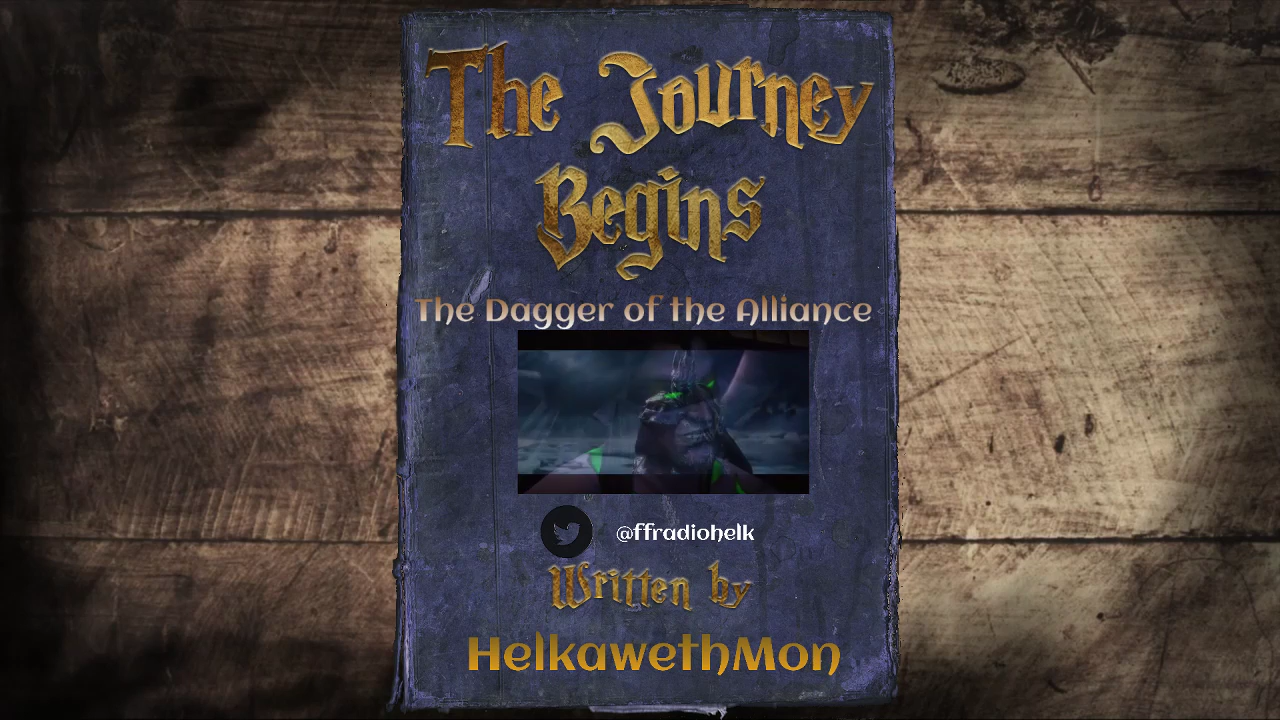 The Journey
Begins
The Dagger of the Alliance
@ffradiohelk
Written by
HelkawethMon